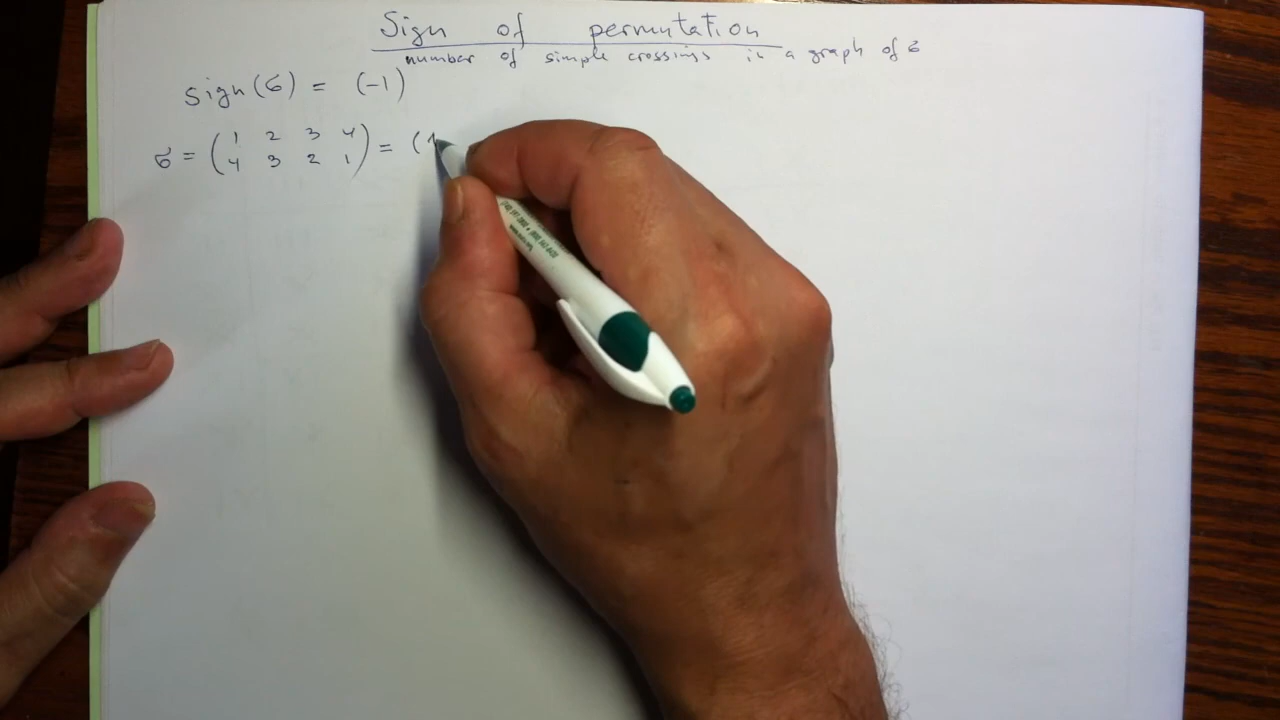 Sign of permutation
number of simple crossings in a graph of σ
sign(σ) = (-1)
σ = ( 1 2 3 4 ) = (1
4 3 2 1